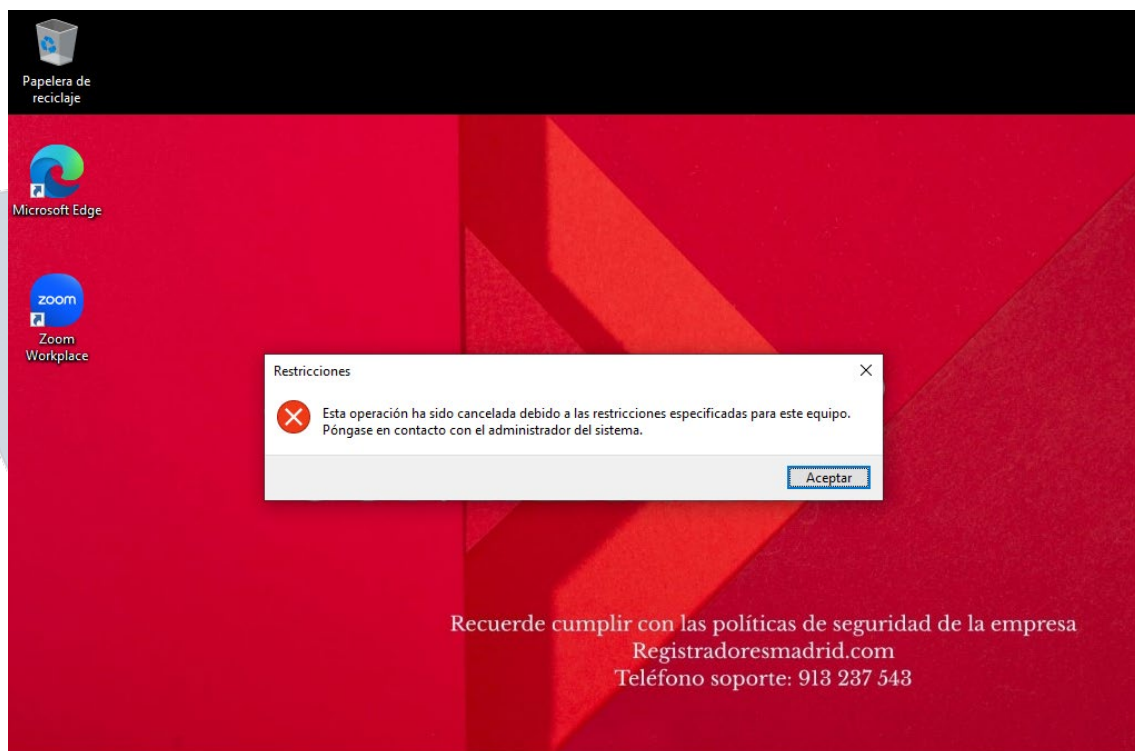 Papelera de
reciclaje
Microsoft Edge
zoom
Zoom
Workplace
Restricciones
Esta operación ha sido cancelada debido a las restricciones especificadas para este equipo.
Póngase en contacto con el administrador del sistema.
Aceptar
Recuerde cumplir con las políticas de seguridad de la empresa
Registradoresmadrid.com
Teléfono soporte: 913 237 543